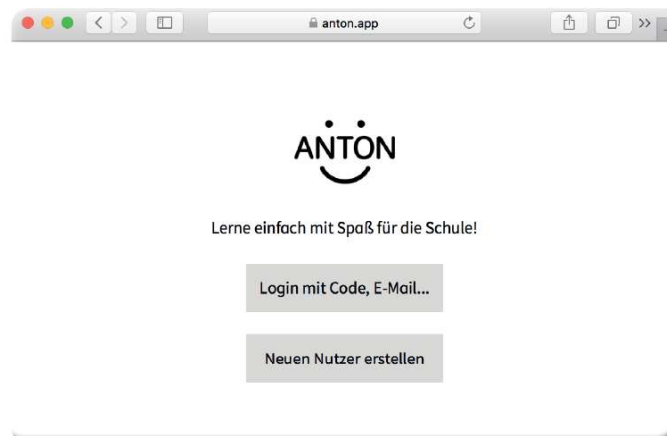 anton.app
ANTON
Lerne einfach mit Spaß für die Schule!
Login mit Code, E-Mail...
Neuen Nutzer erstellen